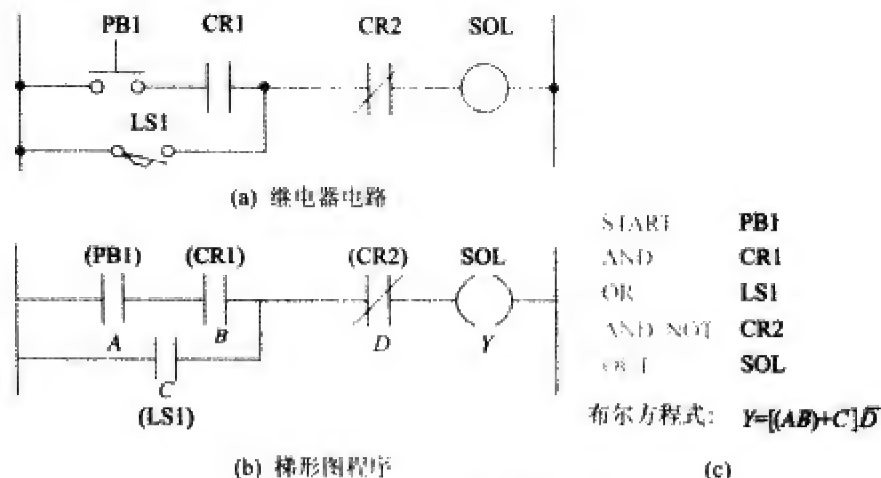 PB1 CR1 CR2 SOL
LS1
(a) 继电器电路
(PB1) (CR1) (CR2) SOL
A B D Y
C
(LS1)
(b) 梯形图程序
START PB1
AND CR1
OR LS1
AND NOT CR2
OUT SOL
布尔方程式: Y=[(AB)+C]D̄
(c)